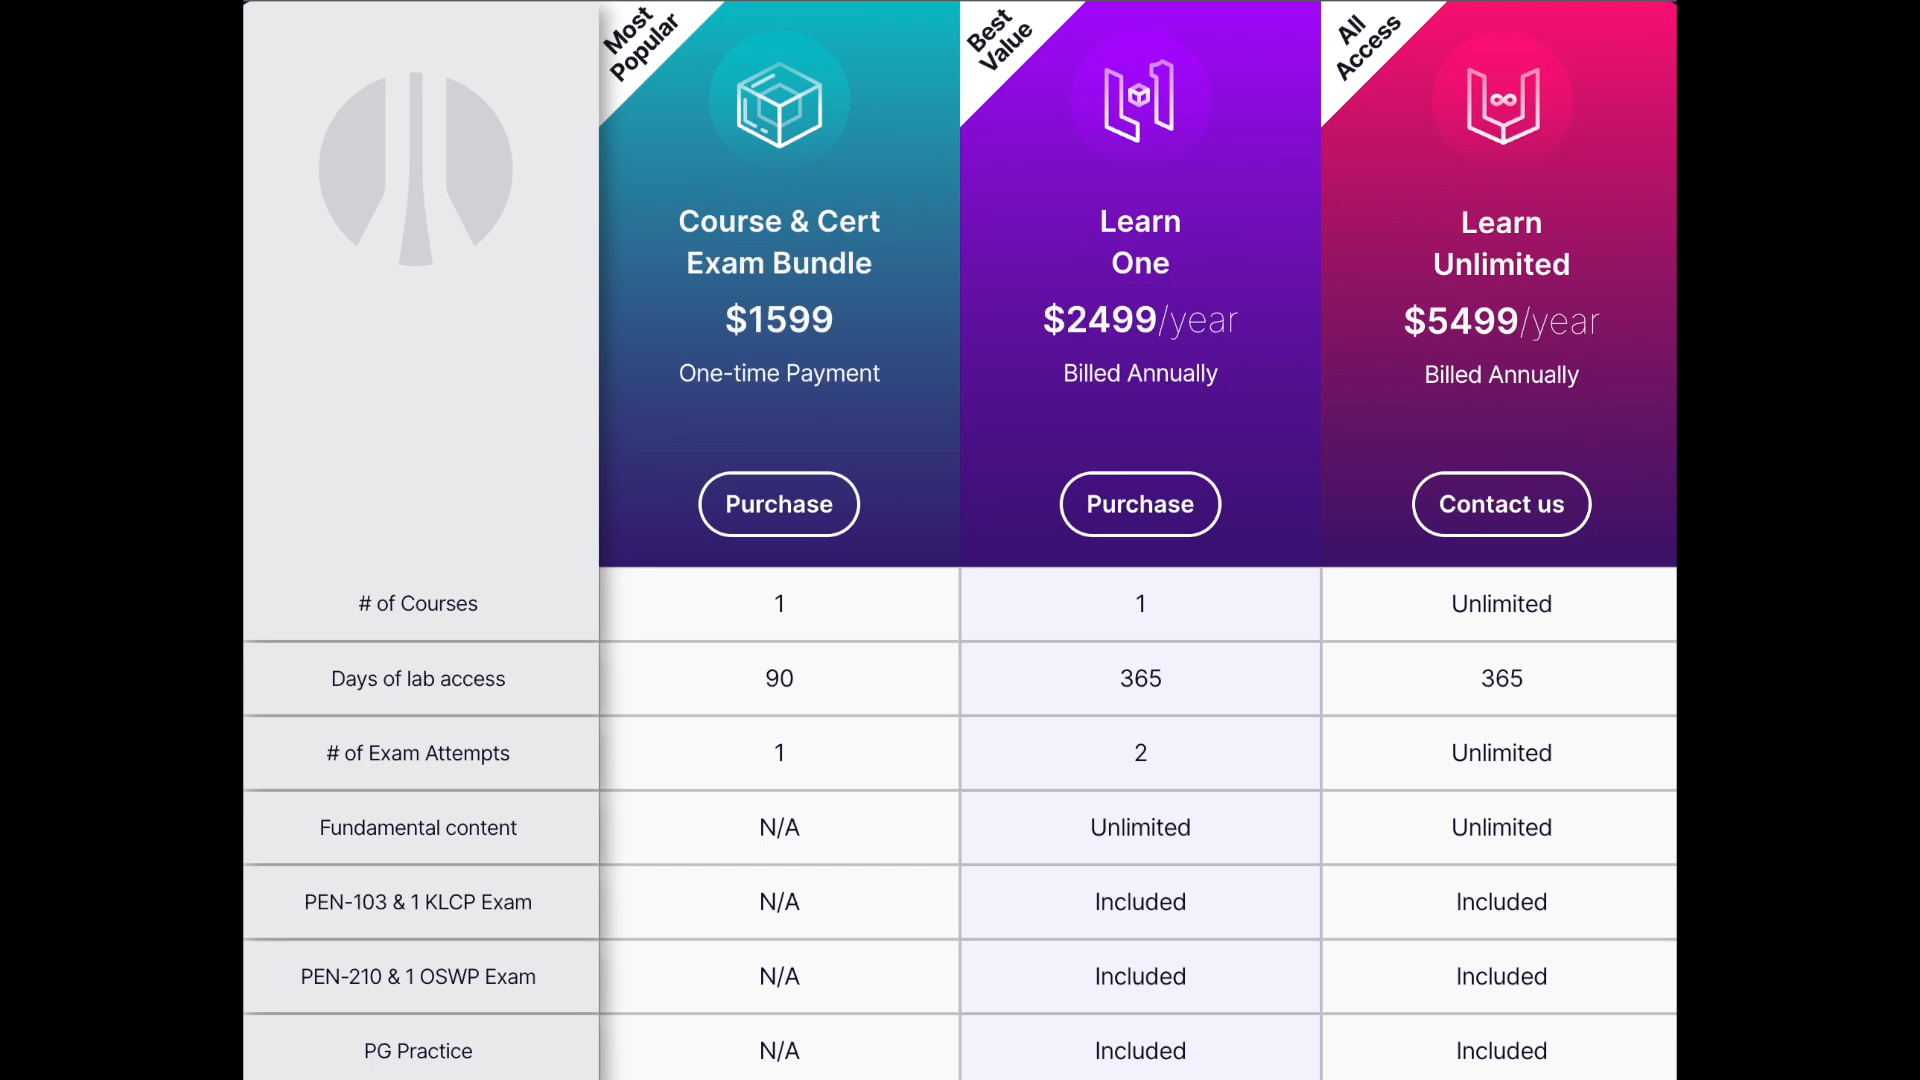 Most
Popular
Course & Cert
Exam Bundle
$1599
One-time Payment
Purchase
Best
Value
Learn
One
$2499/year
Billed Annually
Purchase
All
Access
Learn
Unlimited
$5499/year
Billed Annually
Contact us
# of Courses 1 1 Unlimited
Days of lab access 90 365 365
# of Exam Attempts 1 2 Unlimited
Fundamental content N/A Unlimited Unlimited
PEN-103 & 1 KLCP Exam N/A Included Included
PEN-210 & 1 OSWP Exam N/A Included Included
PG Practice N/A Included Included